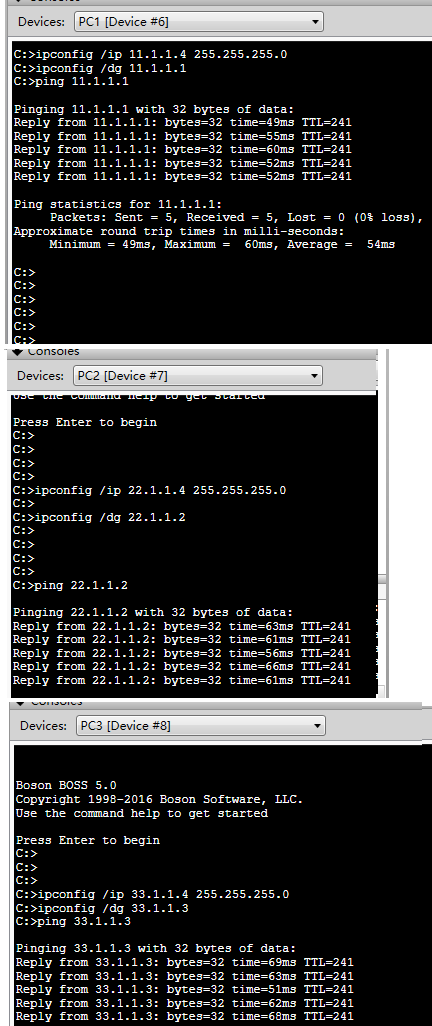 Consoles
Devices: PC1 [Device #6]
C:>ipconfig /ip 11.1.1.4 255.255.255.0
C:>ipconfig /dg 11.1.1.1
C:>ping 11.1.1.1
Pinging 11.1.1.1 with 32 bytes of data:
Reply from 11.1.1.1: bytes=32 time=49ms TTL=241
Reply from 11.1.1.1: bytes=32 time=55ms TTL=241
Reply from 11.1.1.1: bytes=32 time=60ms TTL=241
Reply from 11.1.1.1: bytes=32 time=52ms TTL=241
Reply from 11.1.1.1: bytes=32 time=52ms TTL=241
Ping statistics for 11.1.1.1:
Packets: Sent = 5, Received = 5, Lost = 0 (0% loss),
Approximate round trip times in milli-seconds:
Minimum = 49ms, Maximum =  60ms, Average =  54ms
C:>
C:>
C:>
C:>
C:>
C:>
Consoles
Devices: PC2 [Device #7]
Use the command help to get started
Press Enter to begin
C:>
C:>
C:>
C:>
C:>ipconfig /ip 22.1.1.4 255.255.255.0
C:>
C:>ipconfig /dg 22.1.1.2
C:>
C:>
C:>
C:>
C:>ping 22.1.1.2
Pinging 22.1.1.2 with 32 bytes of data:
Reply from 22.1.1.2: bytes=32 time=63ms TTL=241
Reply from 22.1.1.2: bytes=32 time=61ms TTL=241
Reply from 22.1.1.2: bytes=32 time=56ms TTL=241
Reply from 22.1.1.2: bytes=32 time=66ms TTL=241
Reply from 22.1.1.2: bytes=32 time=61ms TTL=241
Consoles
Devices: PC3 [Device #8]
Boson BOSS 5.0
Copyright 1998-2016 Boson Software, LLC.
Use the command help to get started
Press Enter to begin
C:>
C:>
C:>
C:>ipconfig /ip 33.1.1.4 255.255.255.0
C:>ipconfig /dg 33.1.1.3
C:>ping 33.1.1.3
Pinging 33.1.1.3 with 32 bytes of data:
Reply from 33.1.1.3: bytes=32 time=69ms TTL=241
Reply from 33.1.1.3: bytes=32 time=63ms TTL=241
Reply from 33.1.1.3: bytes=32 time=51ms TTL=241
Reply from 33.1.1.3: bytes=32 time=62ms TTL=241
Reply from 33.1.1.3: bytes=32 time=68ms TTL=241